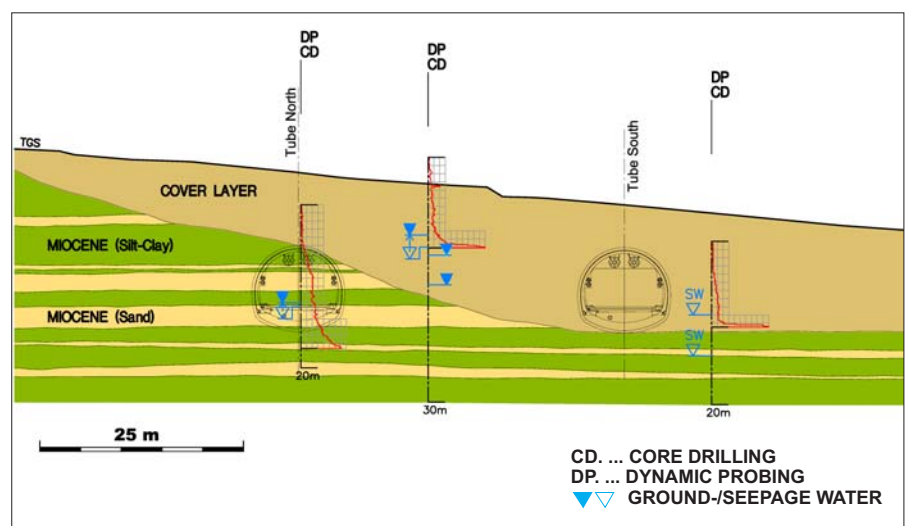 DP
CD
DP
CD
DP
CD
Tube North
Tube South
TGS
COVER LAYER
MIOCENE (Silt-Clay)
MIOCENE (Sand)
SW
SW
20m
30m
20m
25 m
CD. ... CORE DRILLING
DP. ... DYNAMIC PROBING
GROUND-/SEEPAGE WATER